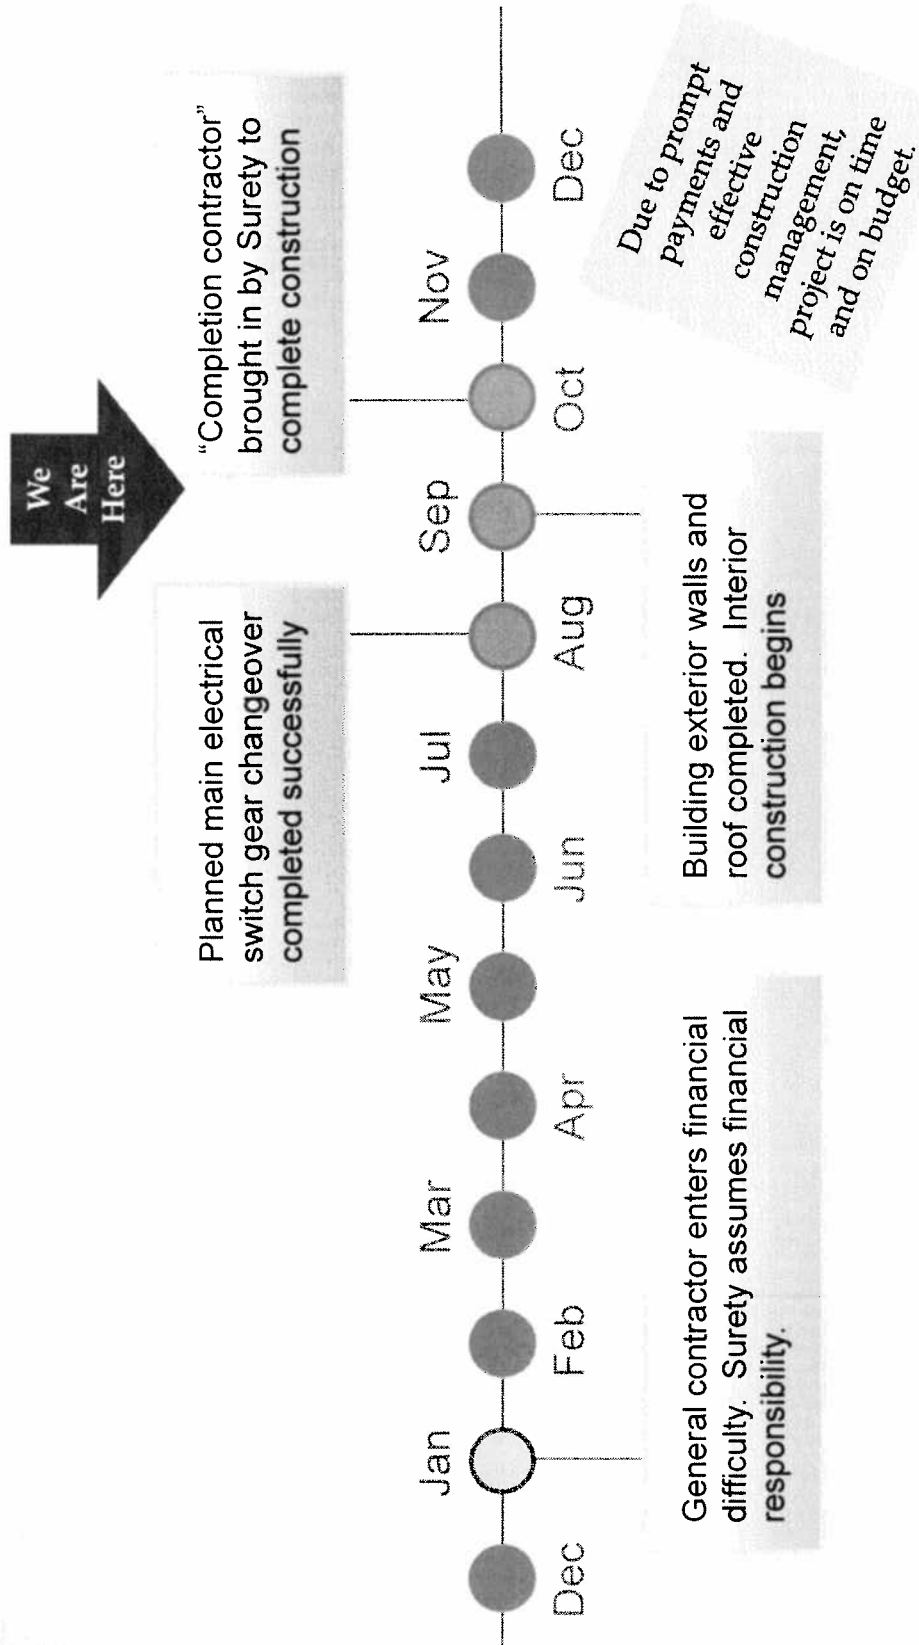 We
Are
Here
Planned main electrical
switch gear changeover
completed successfully
“Completion contractor”
brought in by Surety to
complete construction
Dec
Jan
Feb
Mar
Apr
May
Jun
Jul
Aug
Sep
Oct
Nov
Dec
General contractor enters financial
difficulty. Surety assumes financial
responsibility.
Building exterior walls and
roof completed. Interior
construction begins
Due to prompt
payments and
effective
construction
management,
project is on time
and on budget.